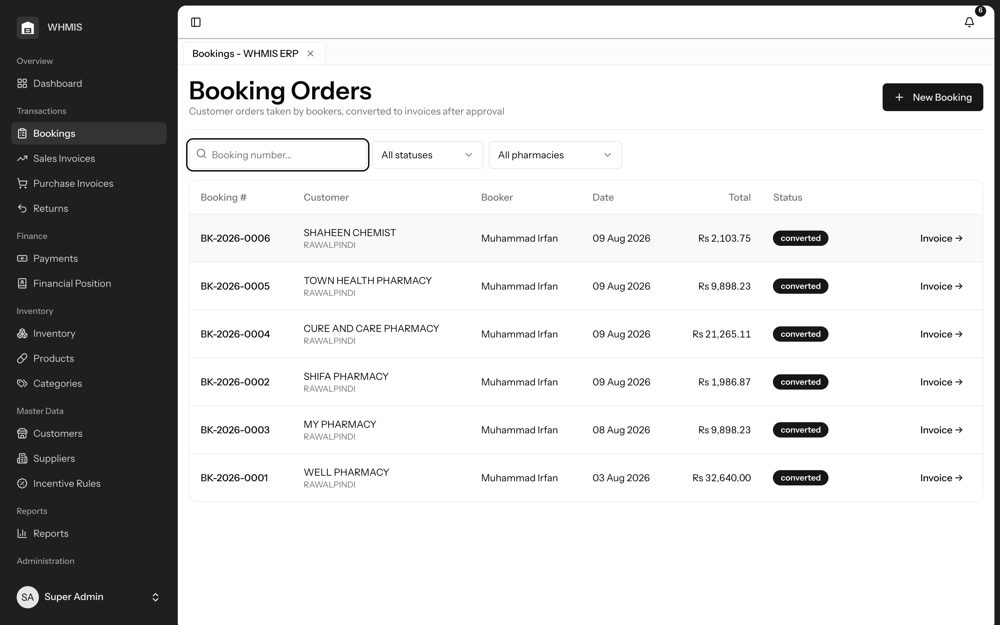 WHMIS
Overview
Dashboard
Transactions
Bookings
Sales Invoices
Purchase Invoices
Returns
Finance
Payments
Financial Position
Inventory
Inventory
Products
Categories
Master Data
Customers
Suppliers
Incentive Rules
Reports
Reports
Administration
SA Super Admin
6
Bookings - WHMIS ERP
Booking Orders
Customer orders taken by bookers, converted to invoices after approval
New Booking
Booking number... All statuses All pharmacies
Booking # Customer Booker Date Total Status
BK-2026-0006 SHAHEEN CHEMIST Muhammad Irfan 09 Aug 2026 Rs 2,103.75 converted Invoice →
RAWALPINDI
BK-2026-0005 TOWN HEALTH PHARMACY Muhammad Irfan 09 Aug 2026 Rs 9,898.23 converted Invoice →
RAWALPINDI
BK-2026-0004 CURE AND CARE PHARMACY Muhammad Irfan 09 Aug 2026 Rs 21,265.11 converted Invoice →
RAWALPINDI
BK-2026-0002 SHIFA PHARMACY Muhammad Irfan 09 Aug 2026 Rs 1,986.87 converted Invoice →
RAWALPINDI
BK-2026-0003 MY PHARMACY Muhammad Irfan 08 Aug 2026 Rs 9,898.23 converted Invoice →
RAWALPINDI
BK-2026-0001 WELL PHARMACY Muhammad Irfan 03 Aug 2026 Rs 32,640.00 converted Invoice →
RAWALPINDI